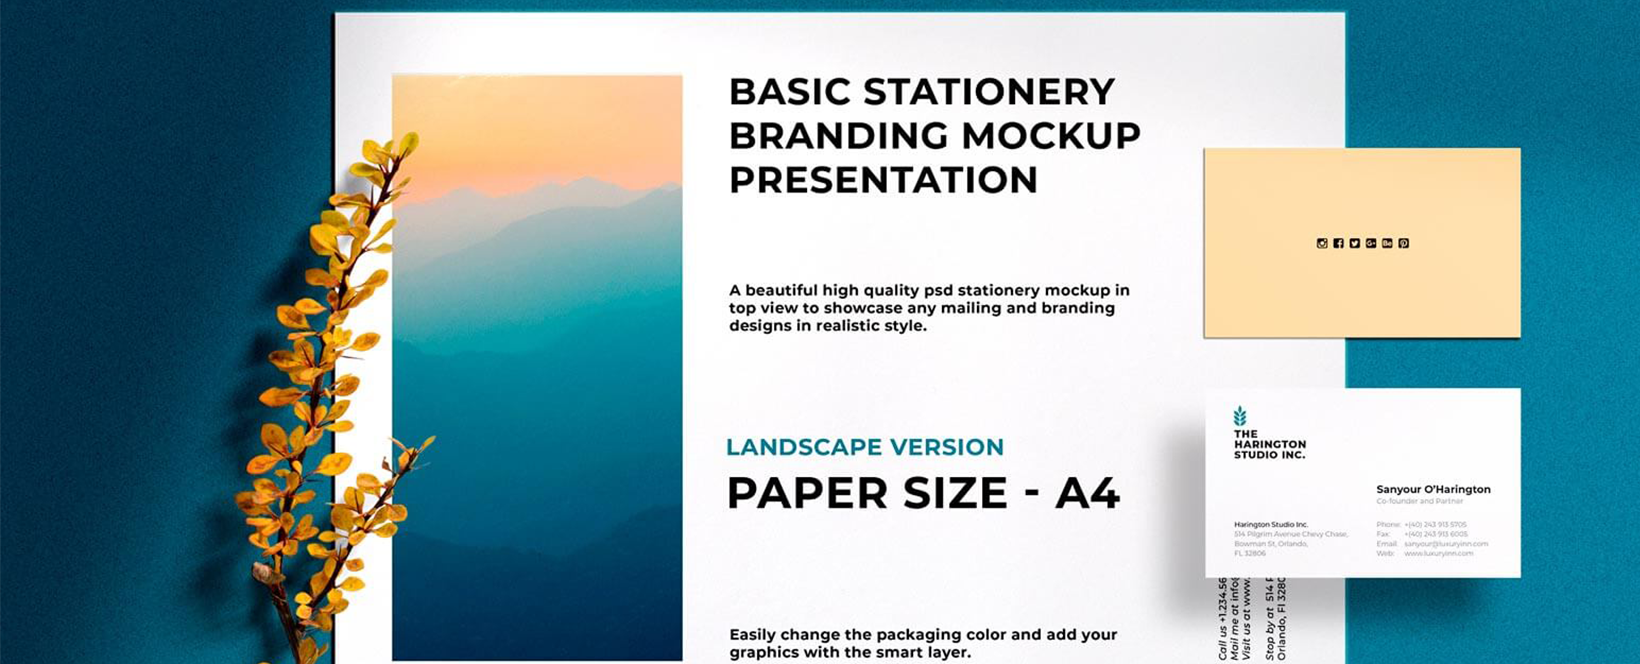 BASIC STATIONERY
BRANDING MOCKUP
PRESENTATION
A beautiful high quality psd stationery mockup in
top view to showcase any mailing and branding
designs in realistic style.
LANDSCAPE VERSION
PAPER SIZE - A4
Easily change the packaging color and add your
graphics with the smart layer.
THE
HARINGTON
STUDIO INC.
Sanyour O'Harington
Co-founder and Partner
Harington Studio Inc.
514 Pilgrim Avenue Chevy Chase,
Bowman St, Orlando,
FL 32806
Phone: +(40) 243 913 5705
Fax: +(40) 243 913 6005
Email: sanyour@luxuryinn.com
Web: www.luxuryinn.com
Call us +1.234.56
Mail me at info@
Visit us at www.
Stop by at 514 P
Orlando, Fl 3280